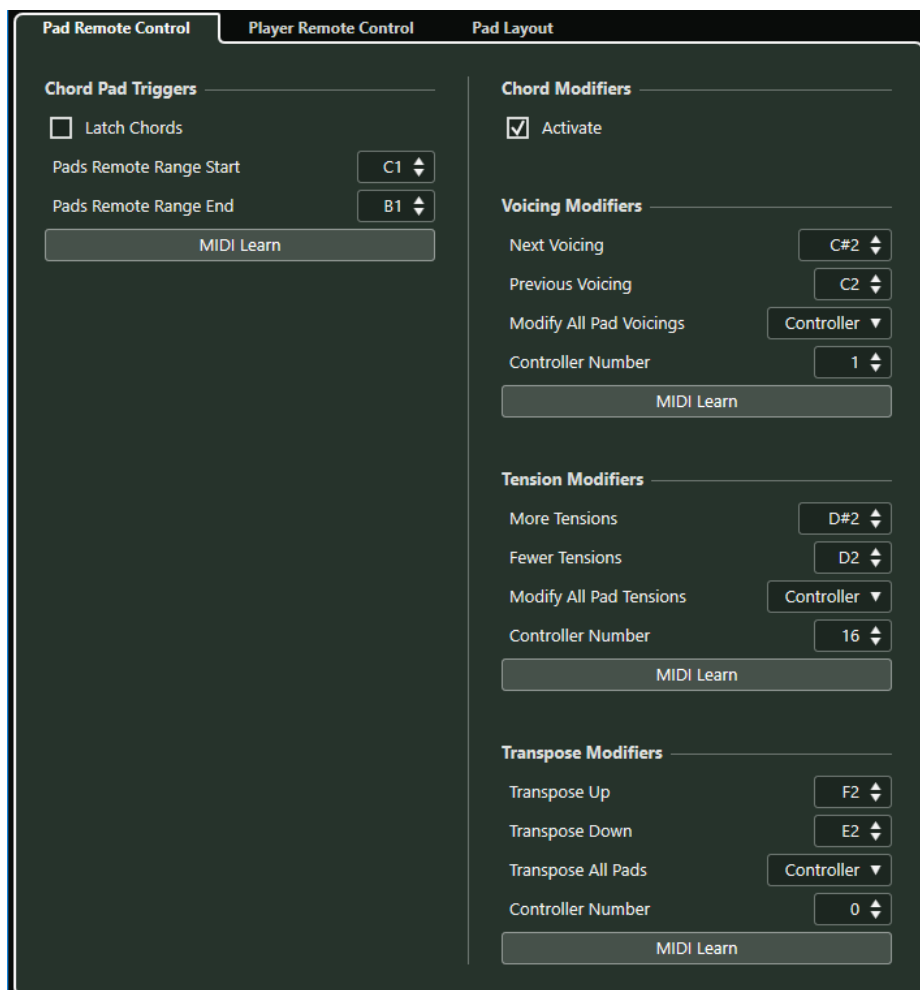 Pad Remote Control Player Remote Control Pad Layout
Chord Pad Triggers
Latch Chords
Pads Remote Range Start C1
Pads Remote Range End B1
MIDI Learn
Chord Modifiers
Activate
Voicing Modifiers
Next Voicing C#2
Previous Voicing C2
Modify All Pad Voicings Controller
Controller Number 1
MIDI Learn
Tension Modifiers
More Tensions D#2
Fewer Tensions D2
Modify All Pad Tensions Controller
Controller Number 16
MIDI Learn
Transpose Modifiers
Transpose Up F2
Transpose Down E2
Transpose All Pads Controller
Controller Number 0
MIDI Learn